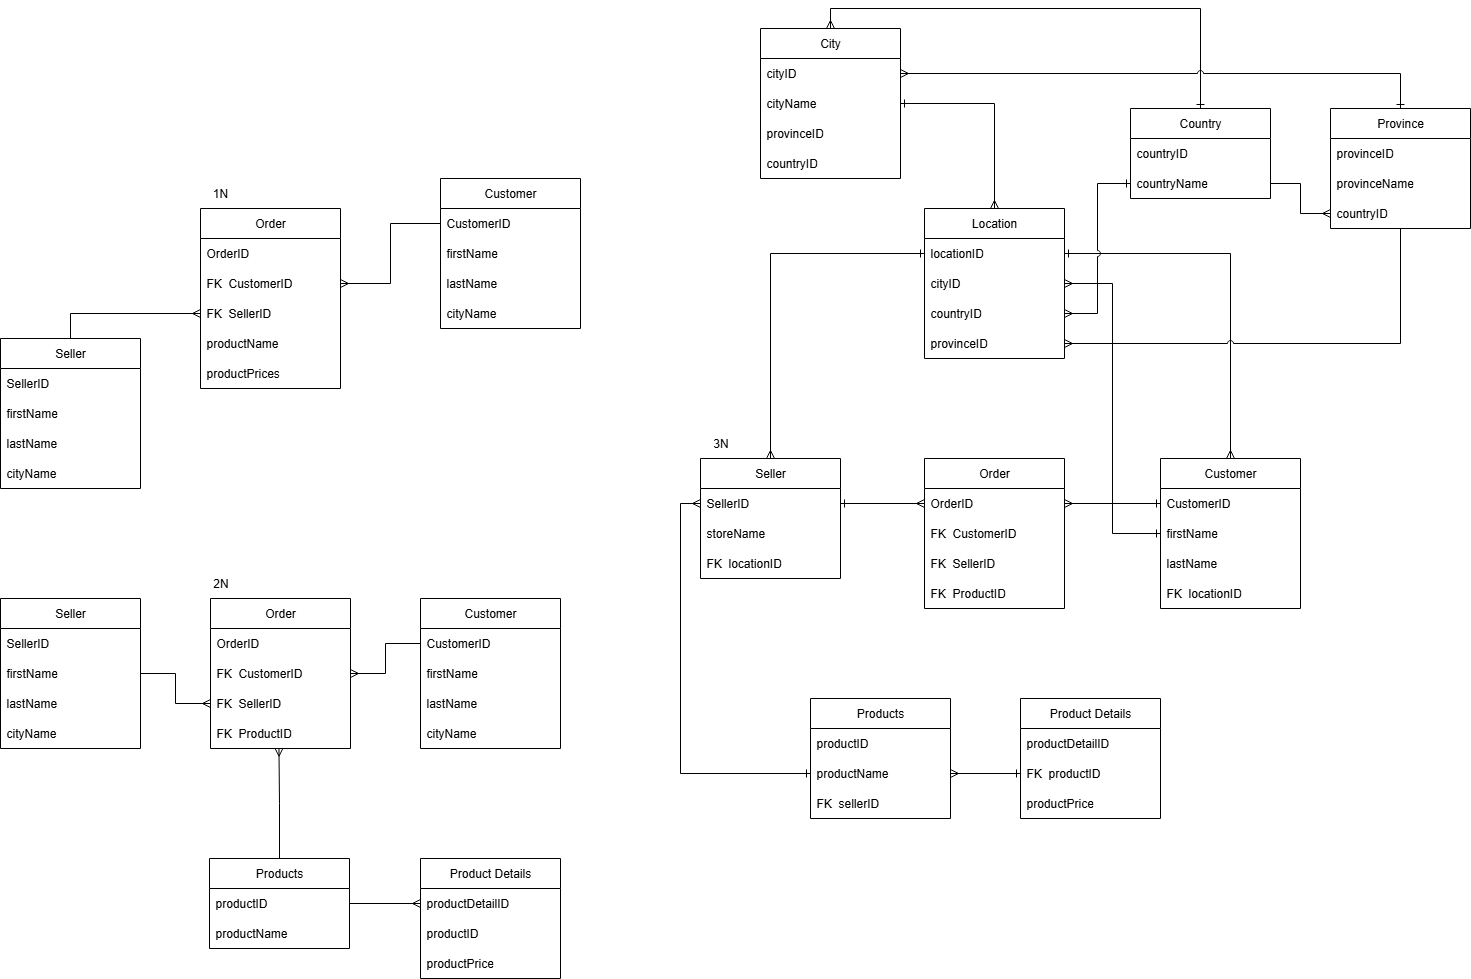 1N
Order
OrderID
FK  CustomerID
FK  SellerID
productName
productPrices
Customer
CustomerID
firstName
lastName
cityName
Seller
SellerID
firstName
lastName
cityName
2N
Seller
SellerID
firstName
lastName
cityName
Order
OrderID
FK  CustomerID
FK  SellerID
FK  ProductID
Customer
CustomerID
firstName
lastName
cityName
Products
productID
productName
Product Details
productDetailID
productID
productPrice
City
cityID
cityName
provinceID
countryID
Country
countryID
countryName
Province
provinceID
provinceName
countryID
Location
locationID
cityID
countryID
provinceID
3N
Seller
SellerID
storeName
FK  locationID
Order
OrderID
FK  CustomerID
FK  SellerID
FK  ProductID
Customer
CustomerID
firstName
lastName
FK  locationID
Products
productID
productName
FK  sellerID
Product Details
productDetailID
FK  productID
productPrice